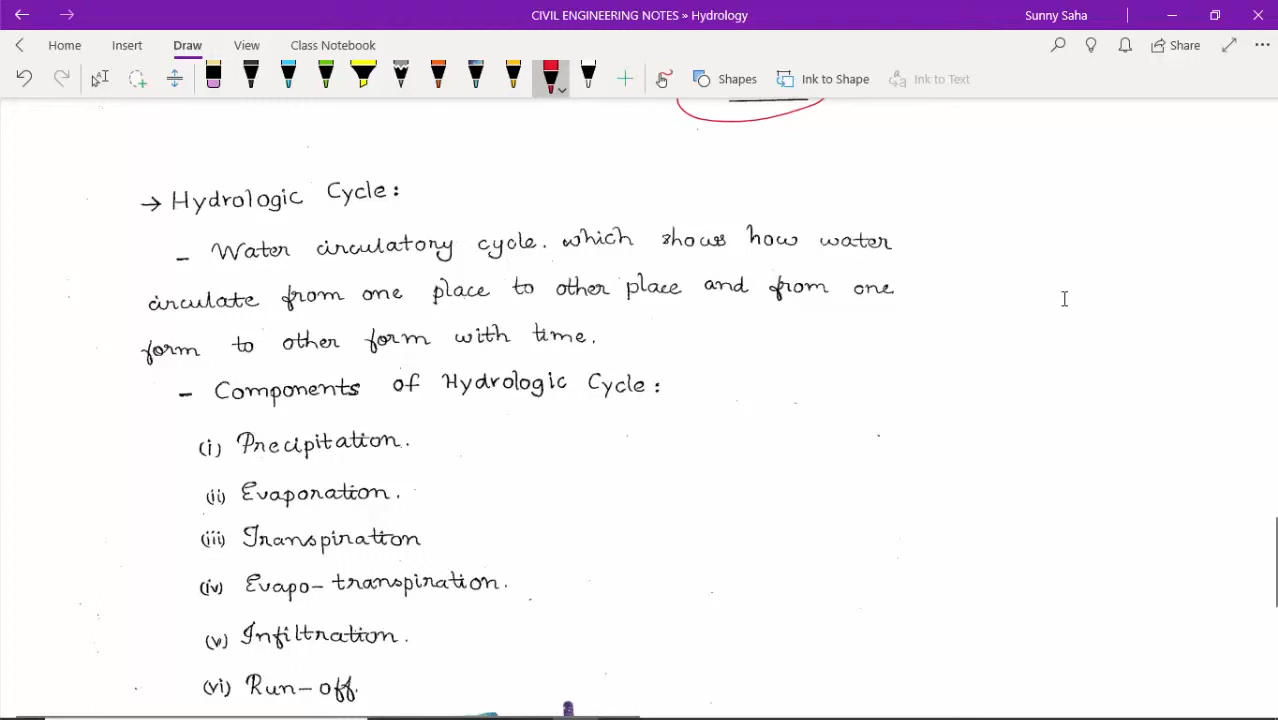 CIVIL ENGINEERING NOTES » Hydrology
Sunny Saha
Home Insert Draw View Class Notebook
Share
Shapes Ink to Shape Ink to Text
→ Hydrologic Cycle:
- Water circulatory cycle. which shows how water
circulate from one place to other place and from one
form to other form with time.
- Components of Hydrologic Cycle:
(i) Precipitation.
(ii) Evaporation.
(iii) Transpiration
(iv) Evapo-transpiration.
(v) Infiltration.
(vi) Run-off.